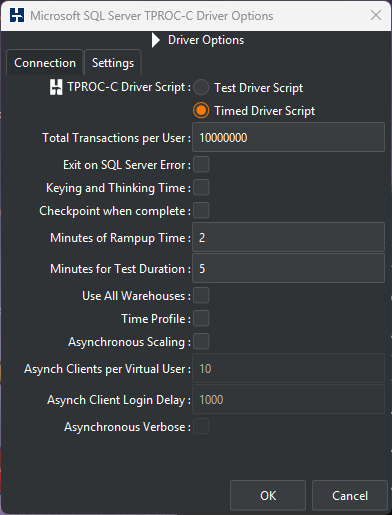 Microsoft SQL Server TPROC-C Driver Options
Driver Options
Connection Settings
TPROC-C Driver Script : Test Driver Script
Timed Driver Script
Total Transactions per User : 10000000
Exit on SQL Server Error :
Keying and Thinking Time :
Checkpoint when complete :
Minutes of Rampup Time : 2
Minutes for Test Duration : 5
Use All Warehouses :
Time Profile :
Asynchronous Scaling :
Asynch Clients per Virtual User : 10
Asynch Client Login Delay : 1000
Asynchronous Verbose :
OK Cancel